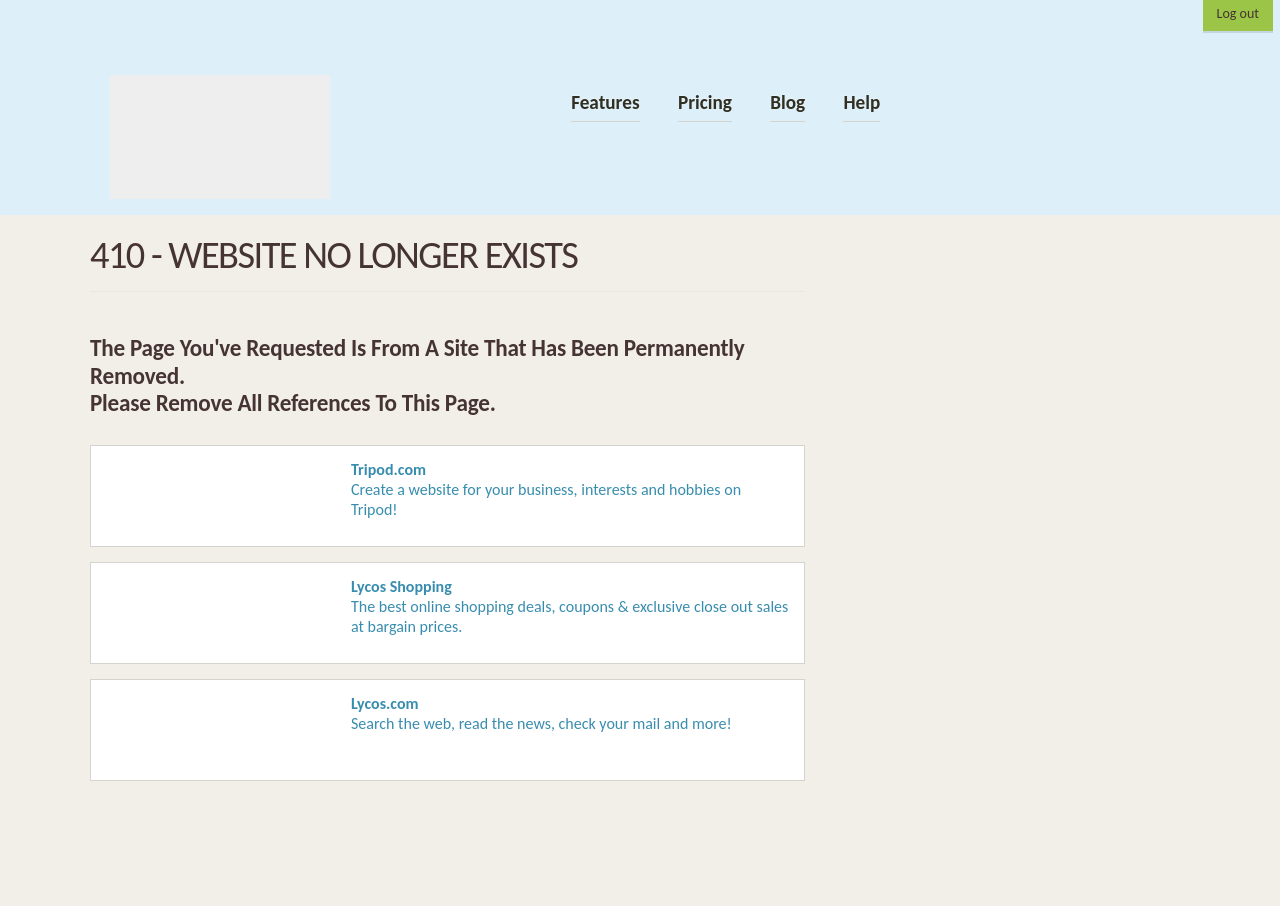 Log out
Features Pricing Blog Help
410 - WEBSITE NO LONGER EXISTS
The Page You've Requested Is From A Site That Has Been Permanently
Removed.
Please Remove All References To This Page.
Tripod.com
Create a website for your business, interests and hobbies on
Tripod!
Lycos Shopping
The best online shopping deals, coupons & exclusive close out sales
at bargain prices.
Lycos.com
Search the web, read the news, check your mail and more!